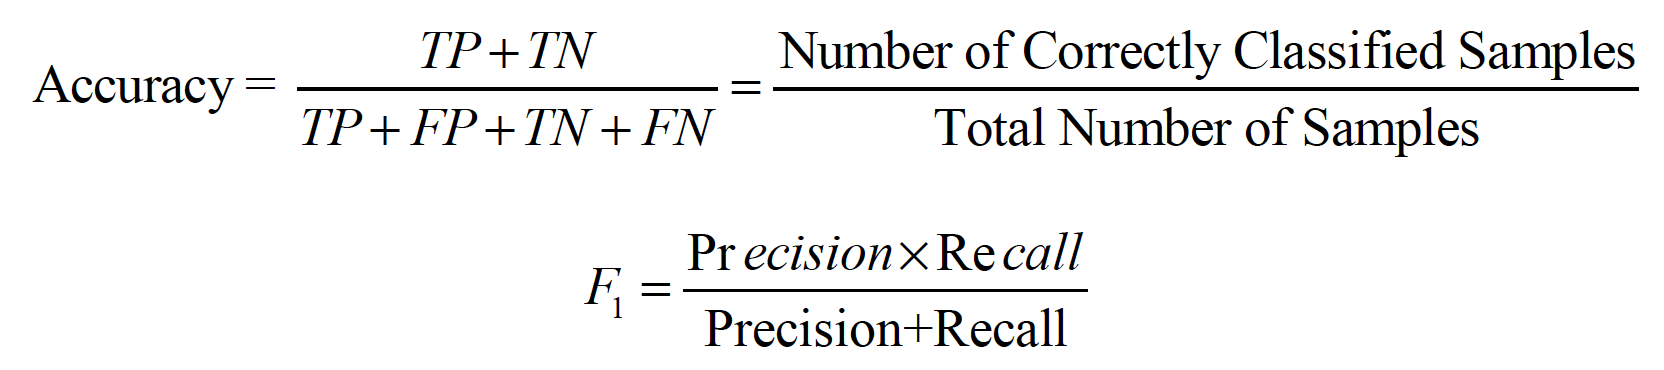 Accuracy = TP + TN / TP + FP + TN + FN = Number of Correctly Classified Samples / Total Number of Samples
F₁ = Precision × Recall / Precision+Recall